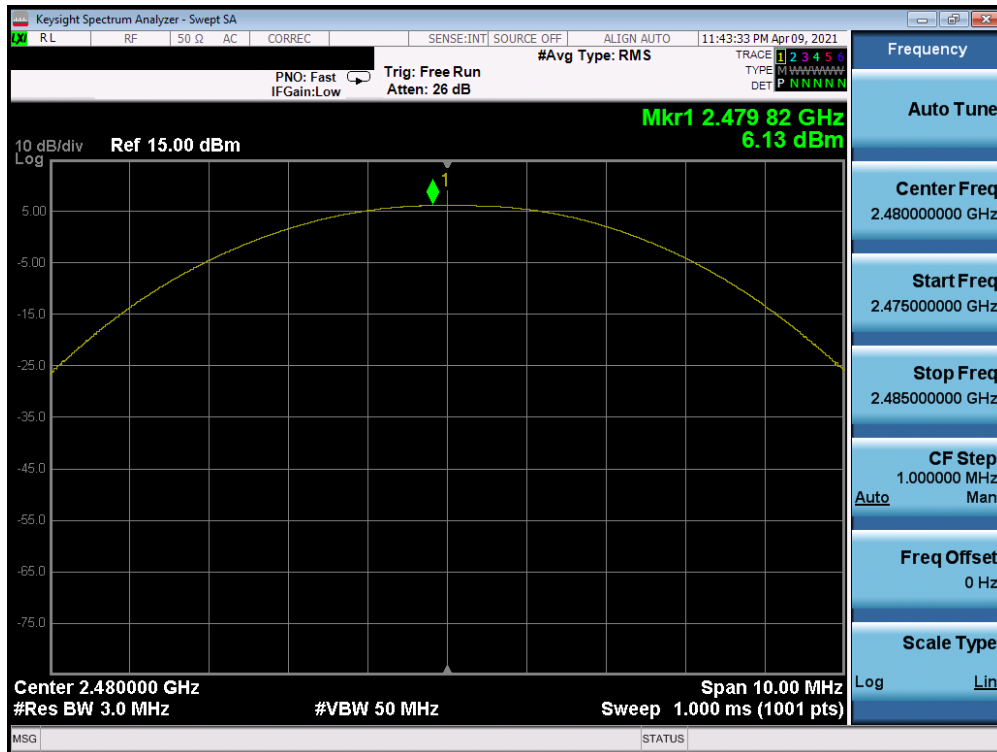 Keysight Spectrum Analyzer - Swept SA
LXI RL RF 50 Ω AC CORREC SENSE:INT SOURCE OFF ALIGN AUTO 11:43:33 PM Apr 09, 2021
#Avg Type: RMS
TRACE 1 2 3 4 5 6
TYPE M W W W W W
DET P N N N N N
PNO: Fast Trig: Free Run
IFGain:Low Atten: 26 dB
Mkr1 2.479 82 GHz
6.13 dBm
10 dB/div Ref 15.00 dBm
Log
1
5.00
-5.00
-15.0
-25.0
-35.0
-45.0
-55.0
-65.0
-75.0
Center 2.480000 GHz Span 10.00 MHz
#Res BW 3.0 MHz #VBW 50 MHz Sweep 1.000 ms (1001 pts)
MSG STATUS
Frequency
Auto Tune
Center Freq
2.480000000 GHz
Start Freq
2.475000000 GHz
Stop Freq
2.485000000 GHz
CF Step
1.000000 MHz
Auto Man
Freq Offset
0 Hz
Scale Type
Log Lin